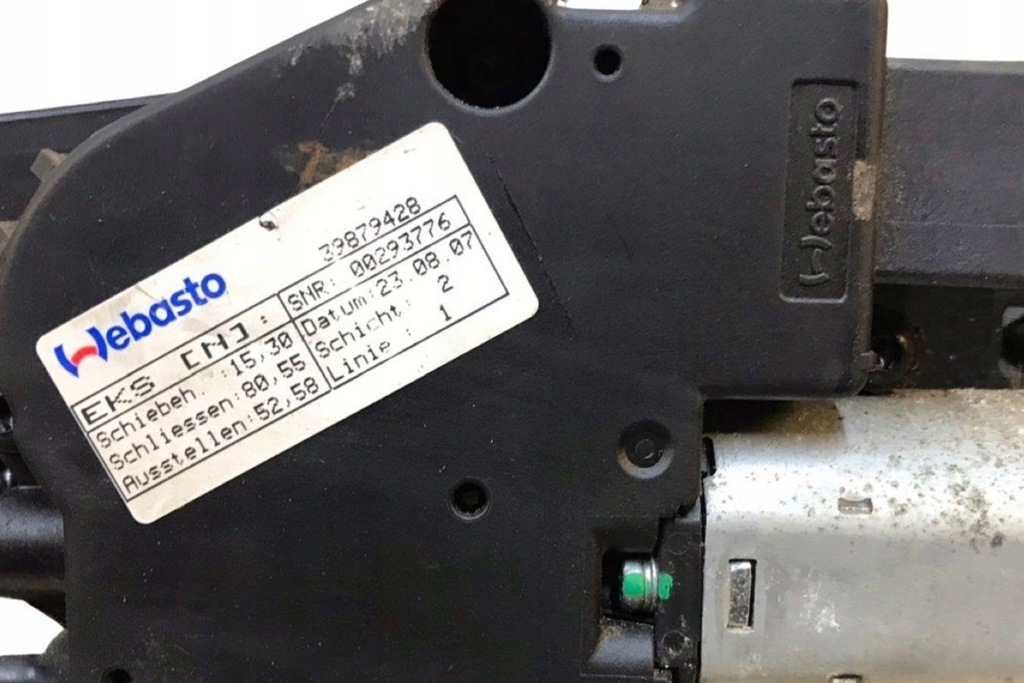 Webasto
39879428
EKS [N]:
SNR: 00293776
Schiebeh. :15,30
Datum:23.08.07
Schliessen:80,55
Schicht: 2
Ausstellen:52,58
Linie : 1
Webasto